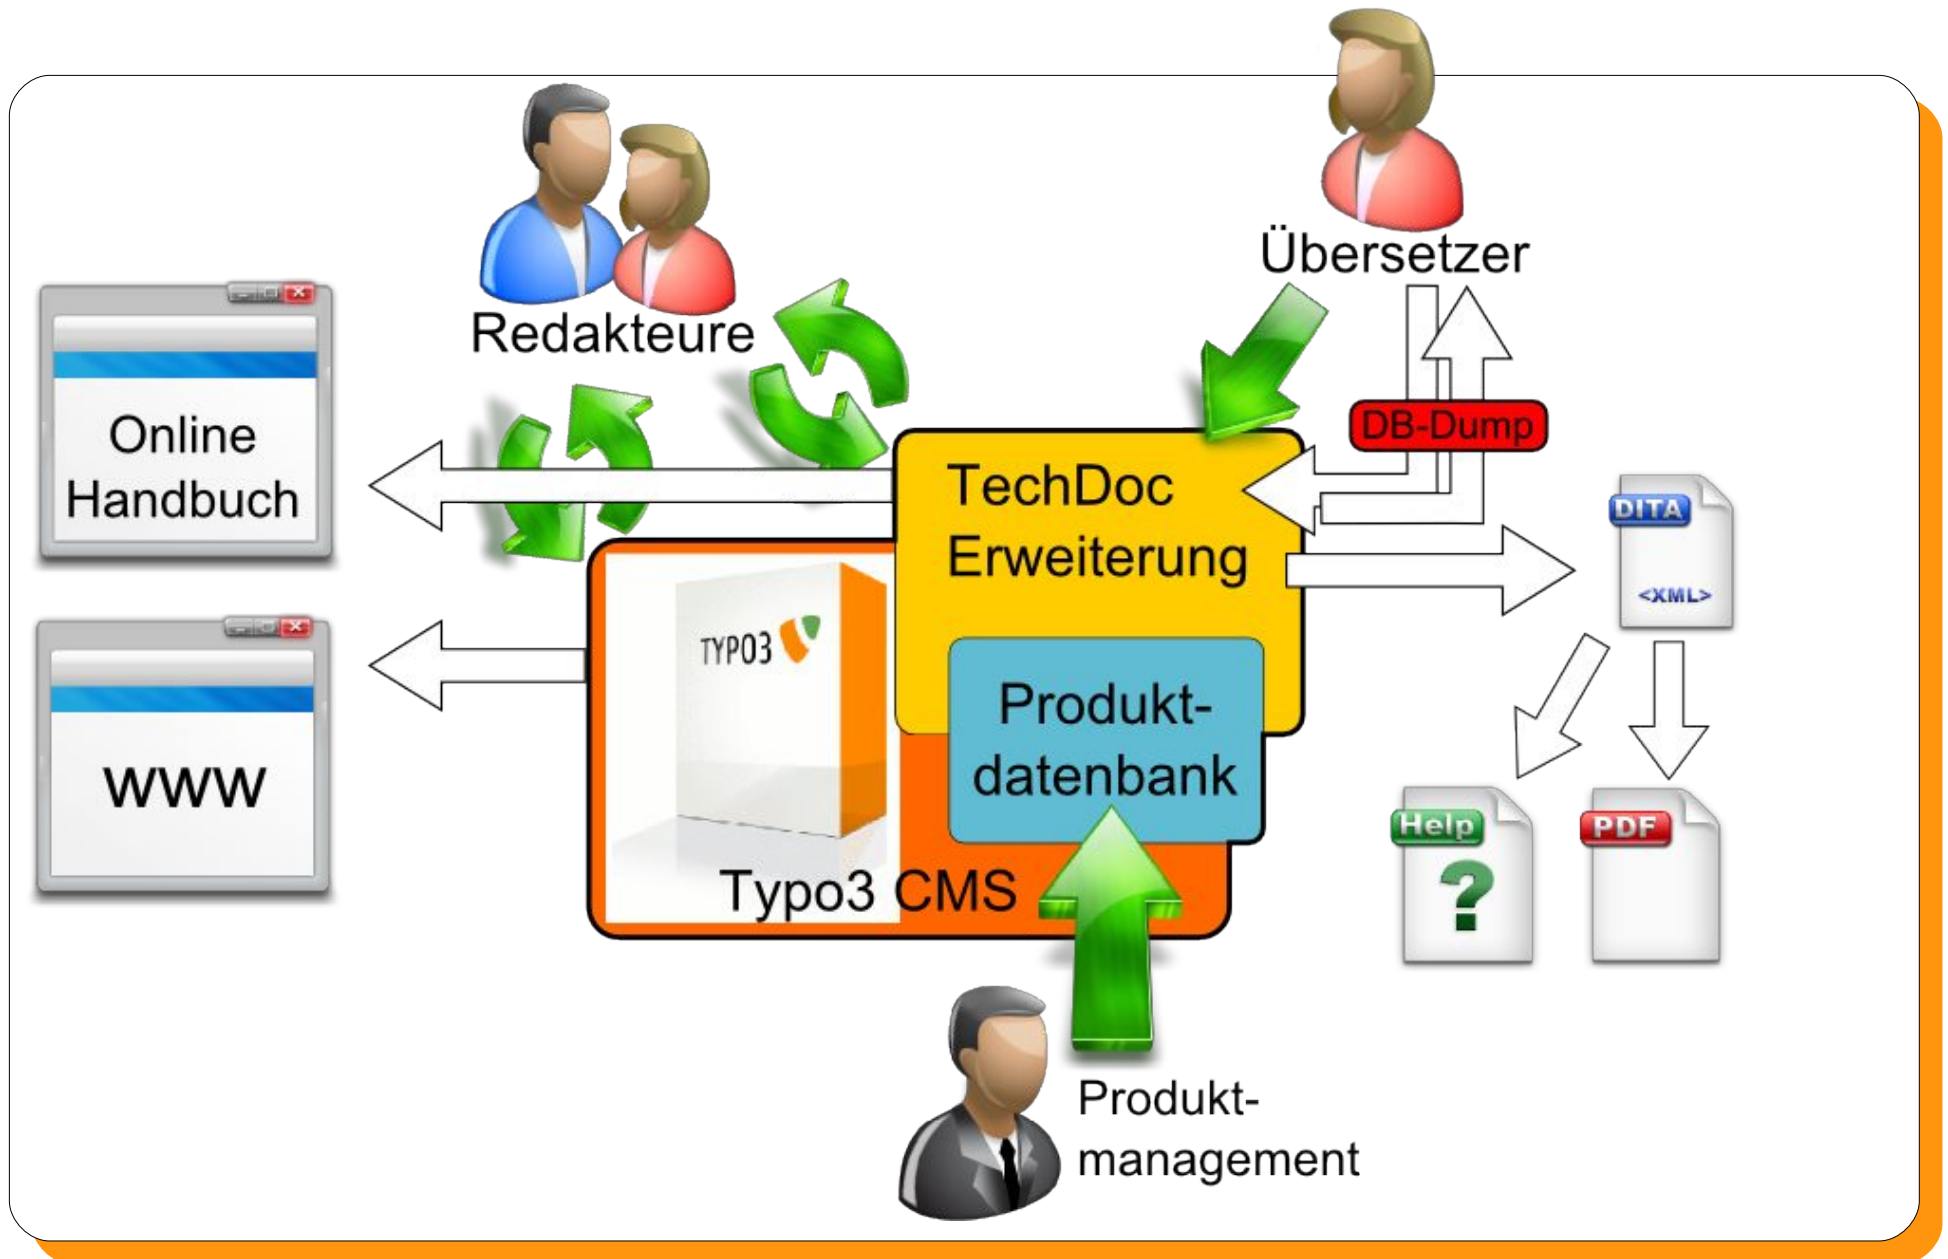 Übersetzer
Redakteure
Online
Handbuch
DB-Dump
TechDoc
Erweiterung
DITA
<XML>
TYPO3
www
Produkt-
datenbank
Help
?
PDF
Typo3 CMS
Produkt-
management